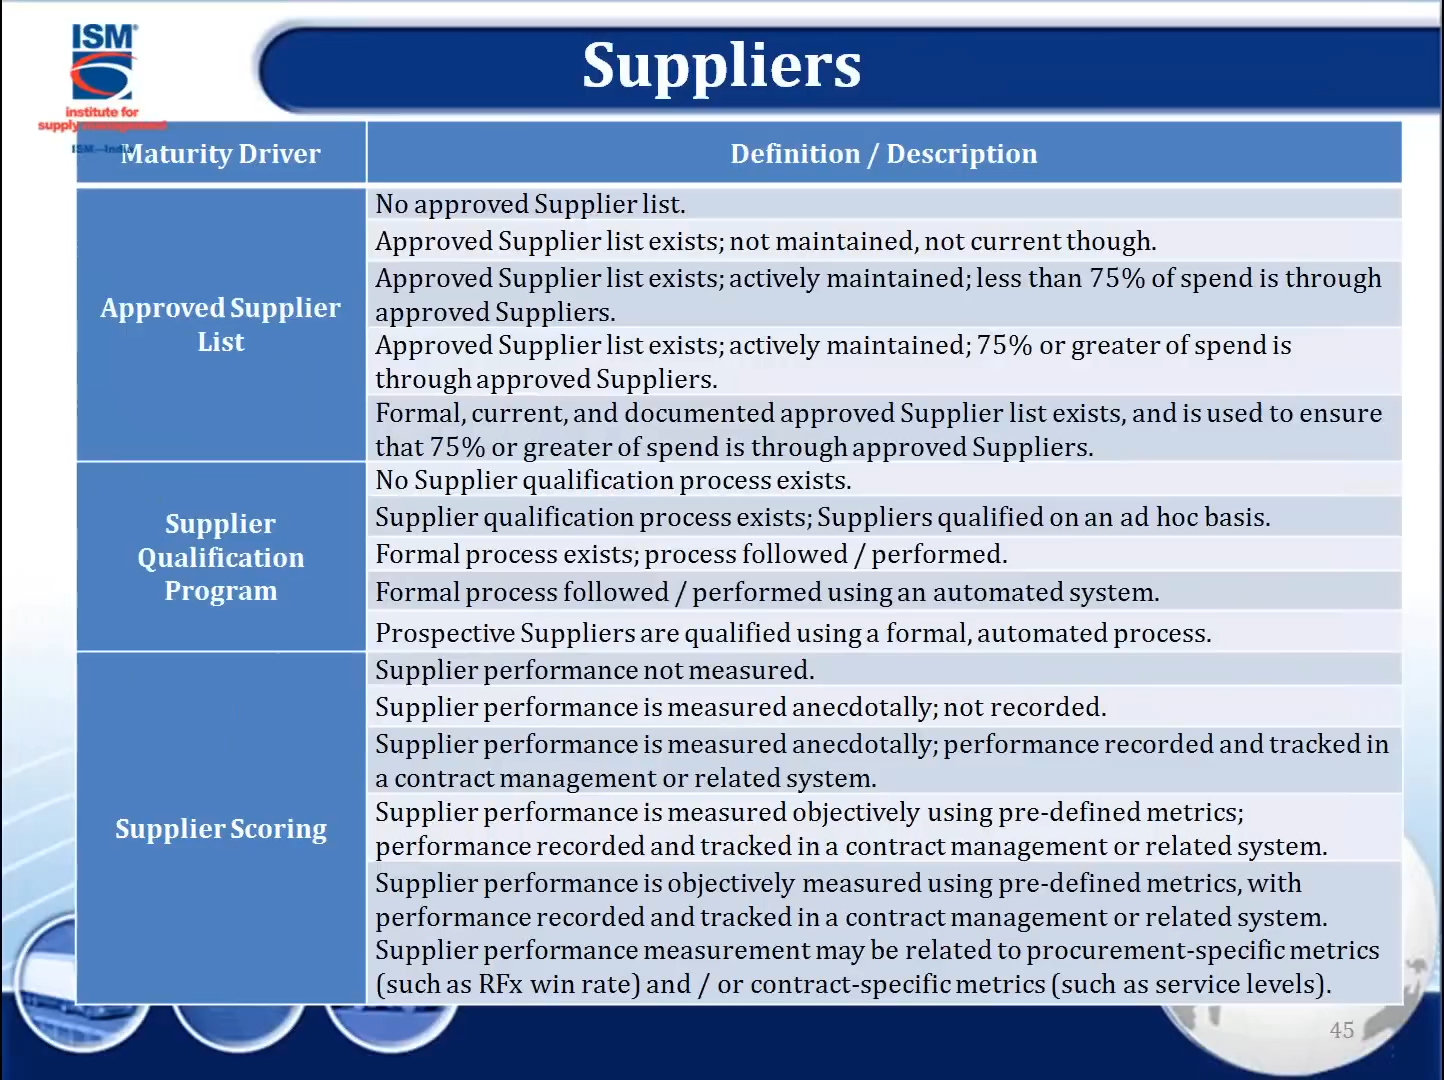 ISM
institute for
supply management
ISM—India
Suppliers
Maturity Driver
Definition / Description
Approved Supplier
List
No approved Supplier list.
Approved Supplier list exists; not maintained, not current though.
Approved Supplier list exists; actively maintained; less than 75% of spend is through
approved Suppliers.
Approved Supplier list exists; actively maintained; 75% or greater of spend is
through approved Suppliers.
Formal, current, and documented approved Supplier list exists, and is used to ensure
that 75% or greater of spend is through approved Suppliers.
Supplier
Qualification
Program
No Supplier qualification process exists.
Supplier qualification process exists; Suppliers qualified on an ad hoc basis.
Formal process exists; process followed / performed.
Formal process followed / performed using an automated system.
Prospective Suppliers are qualified using a formal, automated process.
Supplier Scoring
Supplier performance not measured.
Supplier performance is measured anecdotally; not recorded.
Supplier performance is measured anecdotally; performance recorded and tracked in
a contract management or related system.
Supplier performance is measured objectively using pre-defined metrics;
performance recorded and tracked in a contract management or related system.
Supplier performance is objectively measured using pre-defined metrics, with
performance recorded and tracked in a contract management or related system.
Supplier performance measurement may be related to procurement-specific metrics
(such as RFx win rate) and / or contract-specific metrics (such as service levels).
45